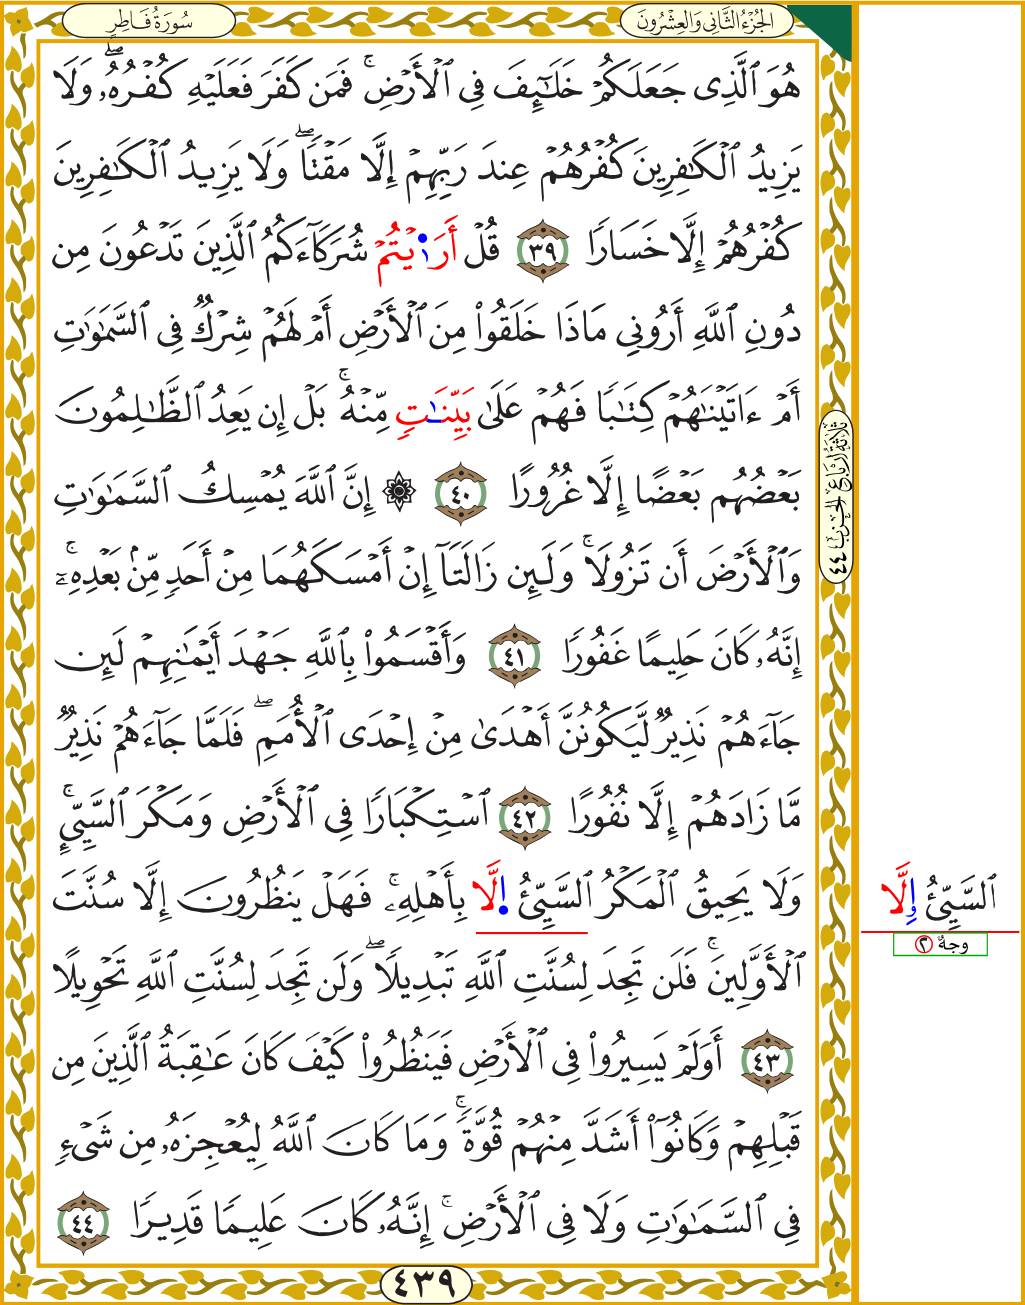 الجُزْءُ الثَّانِي وَالعِشْرُونَ
سُورَةُ فَاطِرٍ
هُوَ ٱلَّذِى جَعَلَكُمْ خَلَـٰٓئِفَ فِى ٱلْأَرْضِۚ فَمَن كَفَرَ فَعَلَيْهِ كُفْرُهُۥۖ وَلَا
يَزِيدُ ٱلْكَـٰفِرِينَ كُفْرُهُمْ عِندَ رَبِّهِمْ إِلَّا مَقْتًاۖ وَلَا يَزِيدُ ٱلْكَـٰفِرِينَ
كُفْرُهُمْ إِلَّا خَسَارًا ٣٩ قُلْ أَرَ•ٰيْتُمْ شُرَكَآءَكُمُ ٱلَّذِينَ تَدْعُونَ مِن
دُونِ ٱللَّهِ أَرُونِى مَاذَا خَلَقُوا۟ مِنَ ٱلْأَرْضِ أَمْ لَهُمْ شِرْكٌ فِى ٱلسَّمَـٰوَٰتِ
أَمْ ءَاتَيْنَـٰهُمْ كِتَـٰبًا فَهُمْ عَلَىٰ بَيِّنَـٰتٍ مِّنْهُۚ بَلْ إِن يَعِدُ ٱلظَّـٰلِمُونَ
بَعْضُهُم بَعْضًا إِلَّا غُرُورًا ٤٠ ۞ إِنَّ ٱللَّهَ يُمْسِكُ ٱلسَّمَـٰوَٰتِ
وَٱلْأَرْضَ أَن تَزُولَاۚ وَلَئِن زَالَتَآ إِنْ أَمْسَكَهُمَا مِنْ أَحَدٍ مِّنۢ بَعْدِهِۦٓۚ
إِنَّهُۥ كَانَ حَلِيمًا غَفُورًا ٤١ وَأَقْسَمُوا۟ بِٱللَّهِ جَهْدَ أَيْمَـٰنِهِمْ لَئِن
جَآءَهُمْ نَذِيرٌ لَّيَكُونُنَّ أَهْدَىٰ مِنْ إِحْدَى ٱلْأُمَمِۖ فَلَمَّا جَآءَهُمْ نَذِيرٌ
مَّا زَادَهُمْ إِلَّا نُفُورًا ٤٢ ٱسْتِكْبَارًا فِى ٱلْأَرْضِ وَمَكْرَ ٱلسَّيِّئِۚ
وَلَا يَحِيقُ ٱلْمَكْرُ ٱلسَّيِّئُ ا•لَّا بِأَهْلِهِۦۚ فَهَلْ يَنظُرُونَ إِلَّا سُنَّتَ
ٱلْأَوَّلِينَۚ فَلَن تَجِدَ لِسُنَّتِ ٱللَّهِ تَبْدِيلًاۖ وَلَن تَجِدَ لِسُنَّتِ ٱللَّهِ تَحْوِيلًا
٤٣ أَوَلَمْ يَسِيرُوا۟ فِى ٱلْأَرْضِ فَيَنظُرُوا۟ كَيْفَ كَانَ عَـٰقِبَةُ ٱلَّذِينَ مِن
قَبْلِهِمْ وَكَانُوٓا۟ أَشَدَّ مِنْهُمْ قُوَّةًۚ وَمَا كَانَ ٱللَّهُ لِيُعْجِزَهُۥ مِن شَىْءٍ
فِى ٱلسَّمَـٰوَٰتِ وَلَا فِى ٱلْأَرْضِۚ إِنَّهُۥ كَانَ عَلِيمًا قَدِيرًا ٤٤
٤٣٩
ثَلَاثَةُ أَرْبَاعِ الحِزْبِ ٤٤
ٱلسَّيِّئُ اِلَّا
وجهٌ ٢